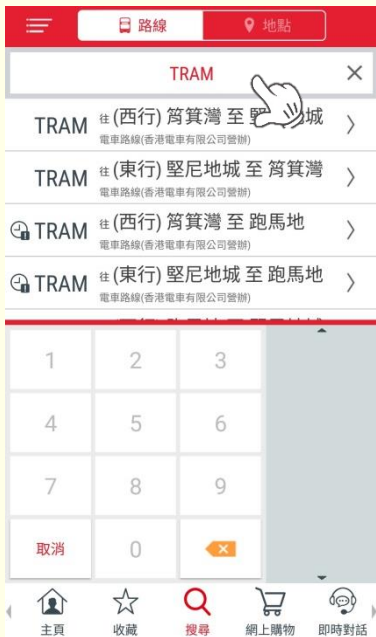 路線 地點
TRAM
TRAM 往(西行) 筲箕灣 至 堅尼地城
電車路線(香港電車有限公司營辦)
TRAM 往(東行) 堅尼地城 至 筲箕灣
電車路線(香港電車有限公司營辦)
TRAM 往(西行) 筲箕灣 至 跑馬地
電車路線(香港電車有限公司營辦)
TRAM 往(東行) 堅尼地城 至 跑馬地
電車路線(香港電車有限公司營辦)
1 2 3
4 5 6
7 8 9
取消 0
主頁 收藏 搜尋 網上購物 即時對話